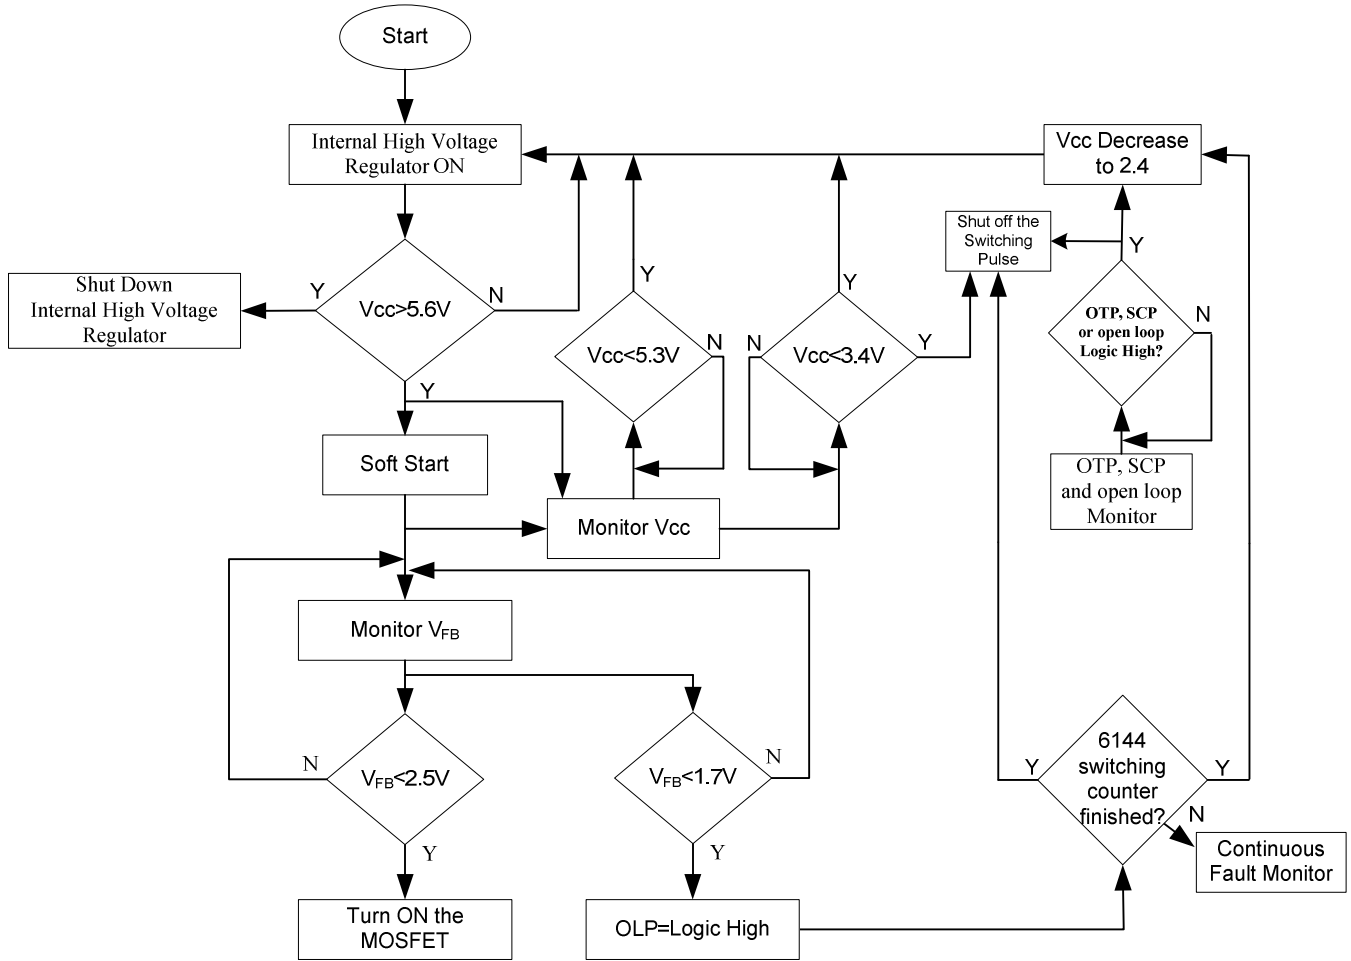 Start
Internal High Voltage
Regulator ON
Vcc Decrease
to 2.4
Shut off the
Switching
Pulse
Y
Shut Down
Internal High Voltage
Regulator
Y
Vcc>5.6V
N
Y
Y
Vcc<5.3V
N
Y
N
Vcc<3.4V
Y
OTP, SCP
or open loop
Logic High?
N
Y
Soft Start
OTP, SCP
and open loop
Monitor
Monitor Vcc
Monitor VFB
N
VFB<2.5V
Y
VFB<1.7V
N
Y
Y
6144
switching
counter
finished?
Y
N
Continuous
Fault Monitor
Turn ON the
MOSFET
OLP=Logic High